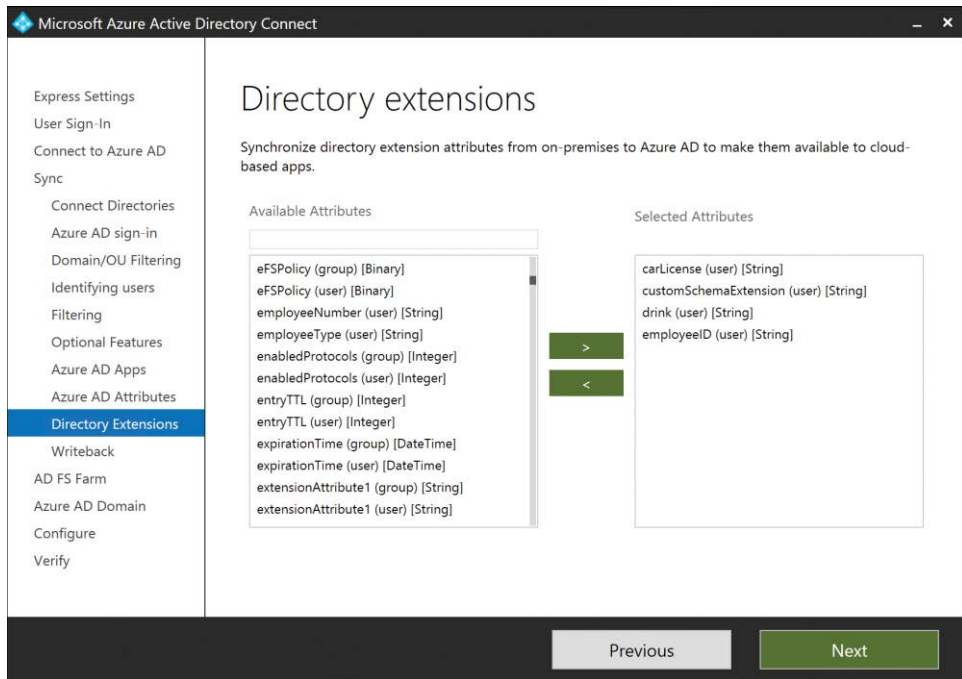 Microsoft Azure Active Directory Connect
Express Settings
User Sign-In
Connect to Azure AD
Sync
Connect Directories
Azure AD sign-in
Domain/OU Filtering
Identifying users
Filtering
Optional Features
Azure AD Apps
Azure AD Attributes
Directory Extensions
Writeback
AD FS Farm
Azure AD Domain
Configure
Verify
Directory extensions
Synchronize directory extension attributes from on-premises to Azure AD to make them available to cloud-
based apps.
Available Attributes
eFSPolicy (group) [Binary]
eFSPolicy (user) [Binary]
employeeNumber (user) [String]
employeeType (user) [String]
enabledProtocols (group) [Integer]
enabledProtocols (user) [Integer]
entryTTL (group) [Integer]
entryTTL (user) [Integer]
expirationTime (group) [DateTime]
expirationTime (user) [DateTime]
extensionAttribute1 (group) [String]
extensionAttribute1 (user) [String]
>
<
Selected Attributes
carLicense (user) [String]
customSchemaExtension (user) [String]
drink (user) [String]
employeeID (user) [String]
Previous
Next